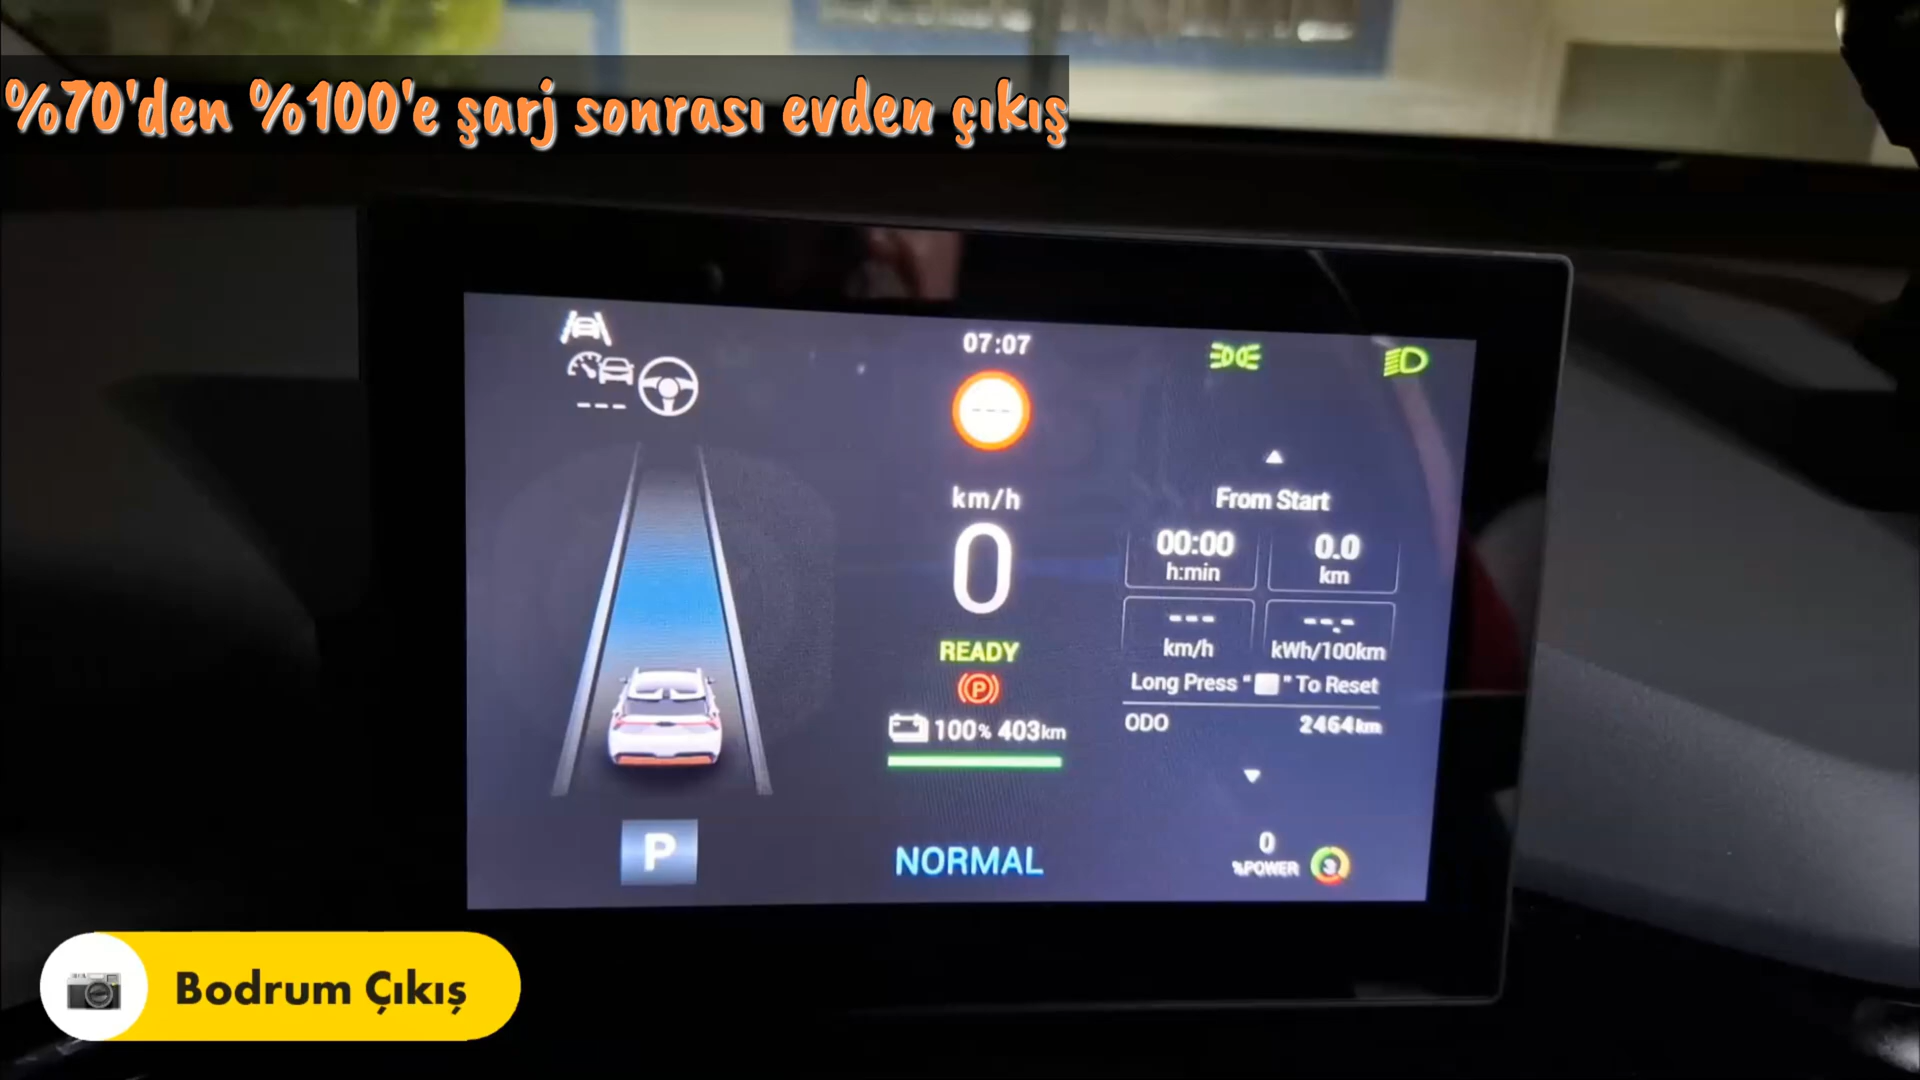 %70'den %100'e şarj sonrası evden çıkış
07:07
---
---
km/h
0
READY
P
100% 403km
From Start
00:00
h:min
0.0
km
---
km/h
--.-
kWh/100km
Long Press "" To Reset
ODO 2464km
P
NORMAL
0
%POWER
3
Bodrum Çıkış